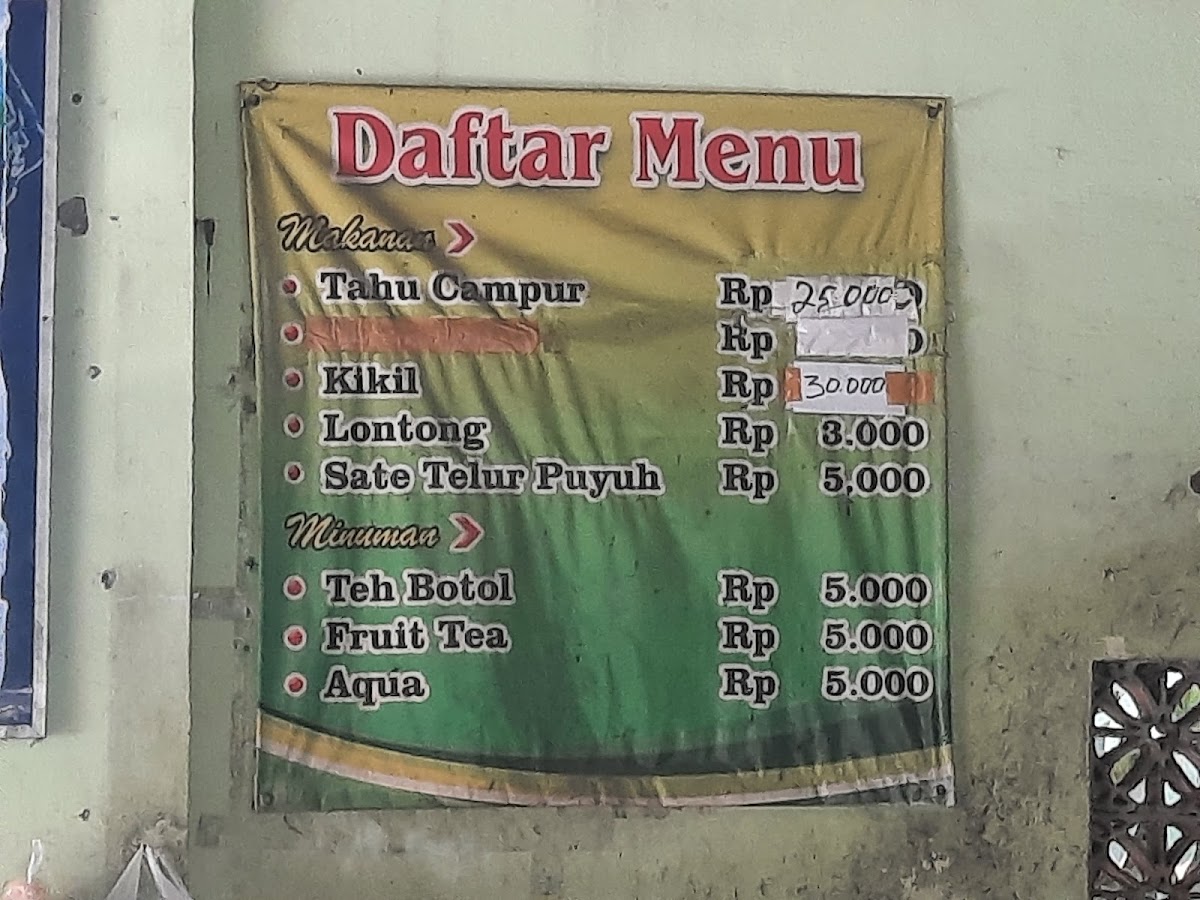 Daftar Menu
Makanan
Tahu Campur Rp 25.000
Rp
Kikil Rp 30.000
Lontong Rp 3.000
Sate Telur Puyuh Rp 5,000
Minuman
Teh Botol Rp 5.000
Fruit Tea Rp 5.000
Aqua Rp 5.000